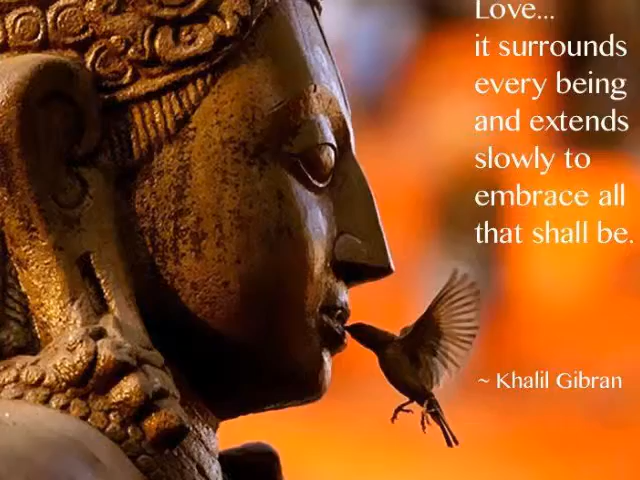 Love...
it surrounds
every being
and extends
slowly to
embrace all
that shall be.
~ Khalil Gibran